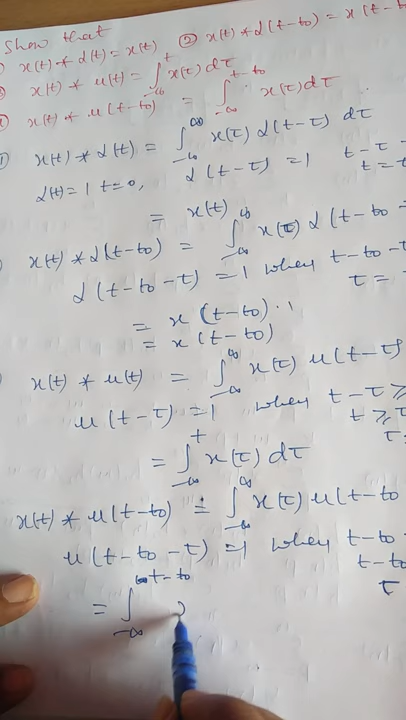 Show that
) x(t) * δ(t) = x(t) ② x(t) * δ(t-t₀) = x(t-t₀
x(t) * u(t) = ∫_{-∞}^{t} x(τ) dτ
x(t) * u(t-t₀) = ∫_{-∞}^{t-t₀} x(τ) dτ
① x(t) * δ(t) = ∫_{-∞}^{∞} x(τ) δ(t-τ) dτ
δ(t) = 1 t=0, δ(t-τ) = 1 t-τ
t=
= x(t)
x(t) * δ(t-t₀) = ∫_{-∞}^{∞} x(τ) δ(t-t₀-
δ(t-t₀-τ) = 1 when t-t₀-τ
τ =
= x(t-t₀) · 1
= x(t-t₀)
x(t) * u(t) = ∫_{-∞}^{∞} x(τ) u(t-τ)
u(t-τ) = 1 when t-τ ≥
t ≥ τ
τ
= ∫_{-∞}^{t} x(τ) dτ
x(t) * u(t-t₀) = ∫_{-∞}^{∞} x(τ) u(t-t₀
u(t-t₀-τ) = 1 when t-t₀
t-t₀
τ
= ∫_{-∞}^{t-t₀}